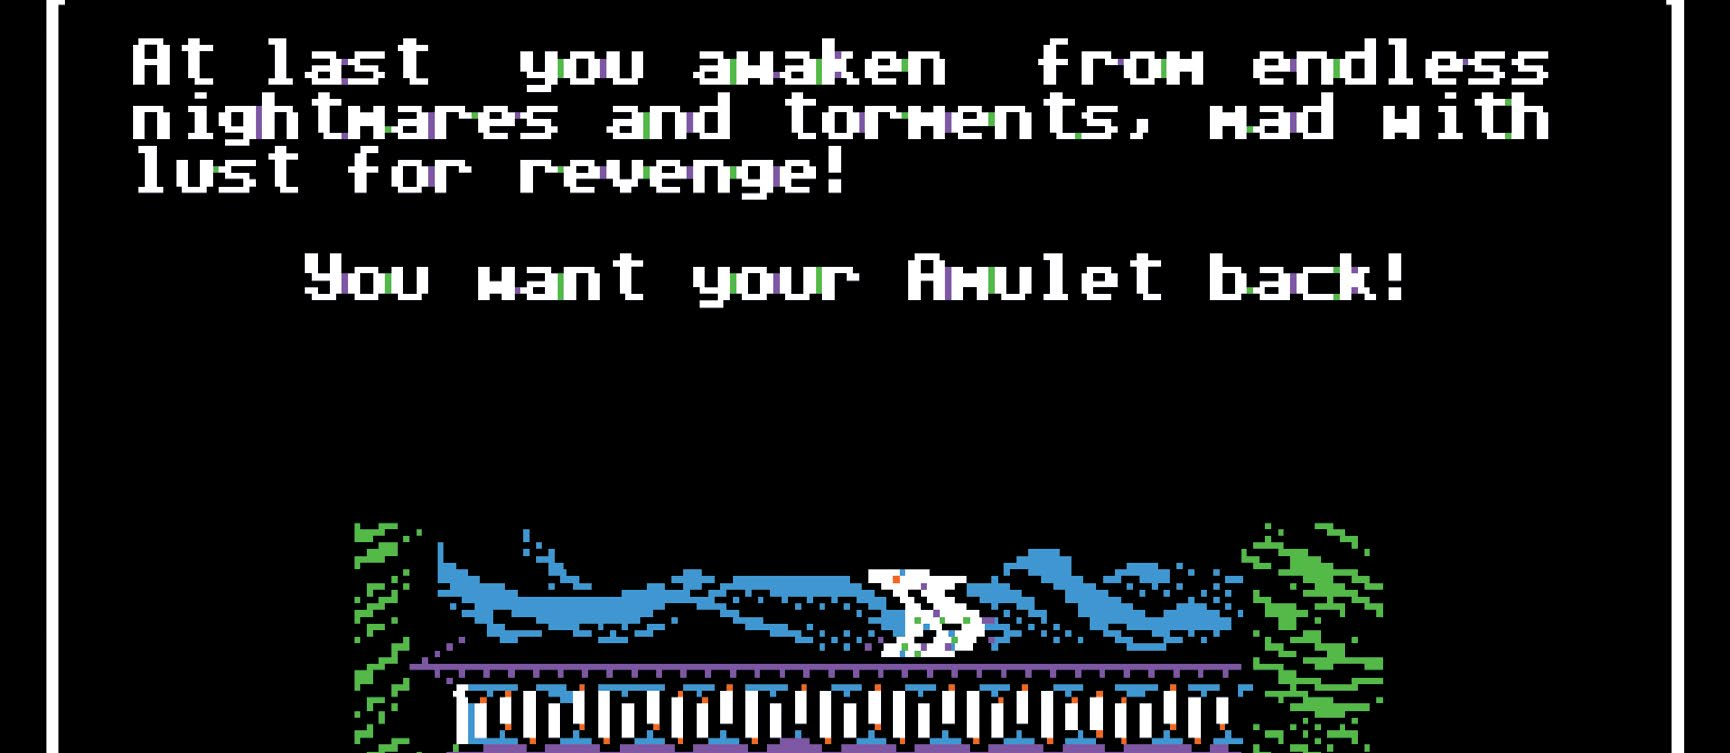 At last you awaken from endless
nightmares and torments, mad with
lust for revenge!
You want your Amulet back!